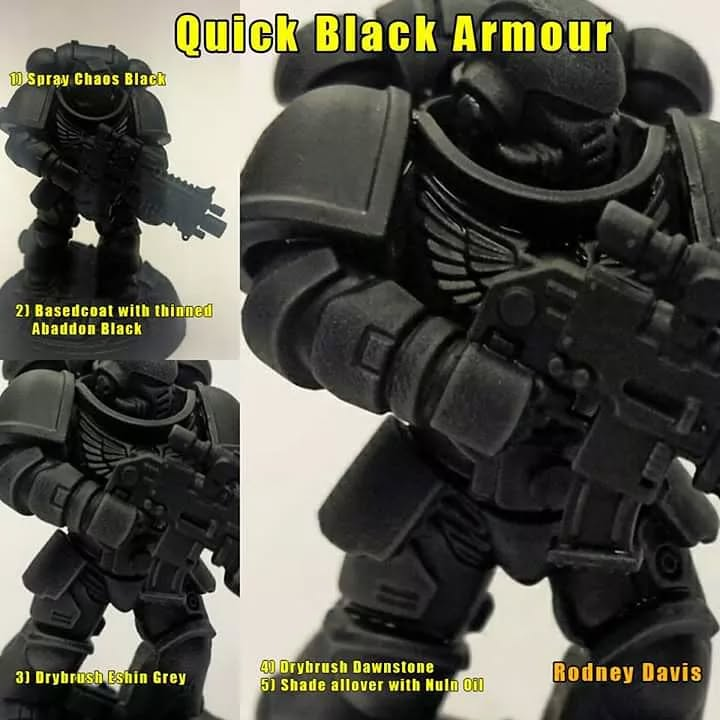 Quick Black Armour
1) Spray Chaos Black
2) Basedcoat with thinned
Abaddon Black
3) Drybrush Eshin Grey
4) Drybrush Dawnstone
5) Shade allover with Nuln Oil
Rodney Davis